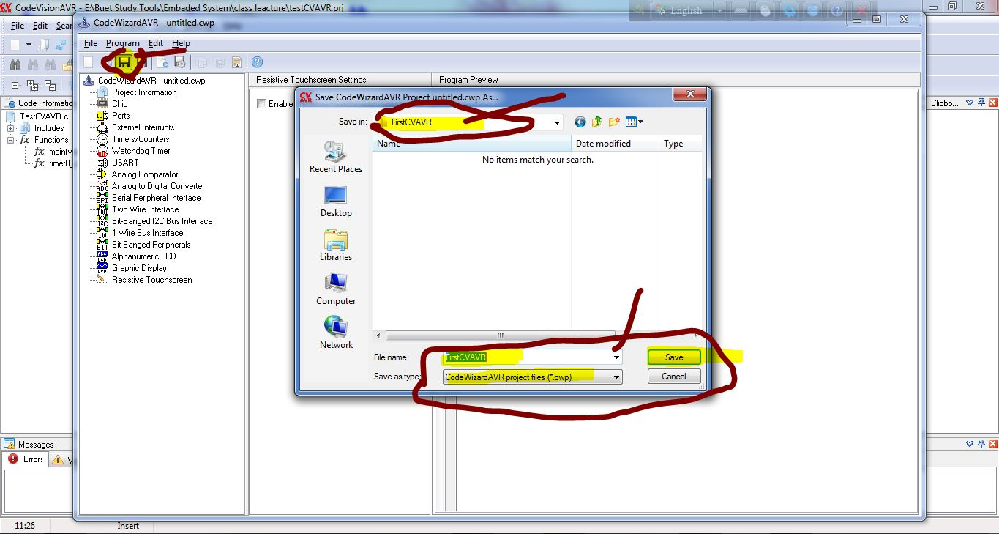 CodeVisionAVR - E:\Buet Study Tools\Embaded System\class leacture\testCVAVR.prj
English
File Edit Sear
CodeWizardAVR - untitled.cwp
File Program Edit Help
CodeWizardAVR - untitled.cwp
Project Information
Chip
Ports
External Interrupts
Timers/Counters
Watchdog Timer
USART
Analog Comparator
Analog to Digital Converter
Serial Peripheral Interface
Two Wire Interface
Bit-Banged I2C Bus Interface
1 Wire Bus Interface
Bit-Banged Peripherals
Alphanumeric LCD
Graphic Display
Resistive Touchscreen
Resistive Touchscreen Settings
Program Preview
Enable
Code Informatio
TestCVAVR.c
Includes
Functions
main(v
timer0_
Clipbo...
Save CodeWizardAVR Project untitled.cwp As...
Save in: FirstCVAVR
Name Date modified Type
No items match your search.
Recent Places
Desktop
Libraries
Computer
Network
File name: FirstCVAVR Save
Save as type: CodeWizardAVR project files (*.cwp) Cancel
Messages
Errors
11:26 Insert